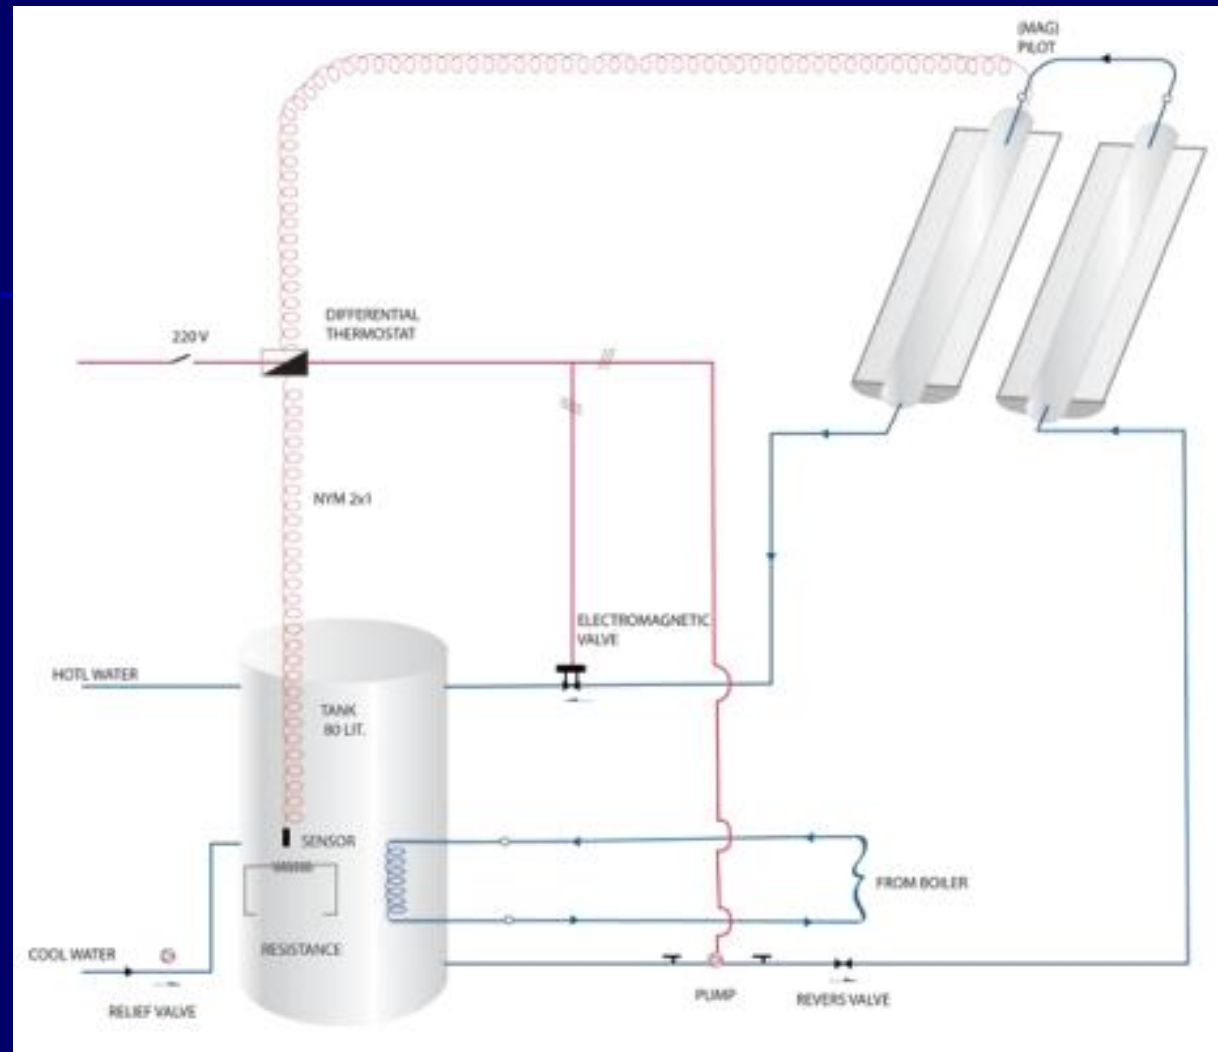 (MAG)
PILOT
DIFFERENTIAL
THERMOSTAT
220 V
NYM 2x1
ELECTROMAGNETIC
VALVE
HOTL WATER
TANK
80 LIT.
SENSOR
FROM BOILER
RESISTANCE
COOL WATER
PUMP
REVERS VALVE
RELIEF VALVE